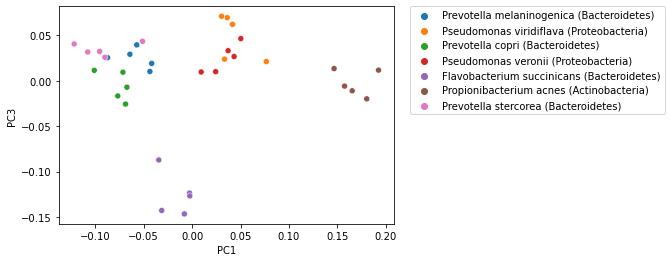 0.05
0.00
−0.05
−0.10
−0.15
PC3
−0.10
−0.05
0.00
0.05
0.10
0.15
0.20
PC1
Prevotella melaninogenica (Bacteroidetes)
Pseudomonas viridiflava (Proteobacteria)
Prevotella copri (Bacteroidetes)
Pseudomonas veronii (Proteobacteria)
Flavobacterium succinicans (Bacteroidetes)
Propionibacterium acnes (Actinobacteria)
Prevotella stercorea (Bacteroidetes)